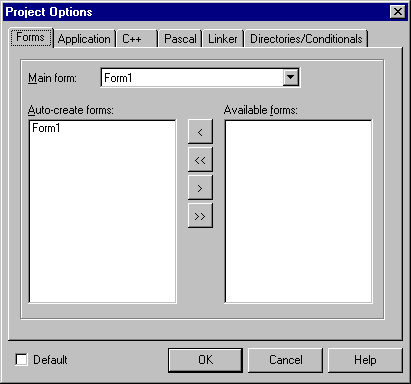 Project Options
Forms Application C++ Pascal Linker Directories/Conditionals
Main form: Form1
Auto-create forms: Available forms:
Form1
<
<<
>
>>
Default OK Cancel Help